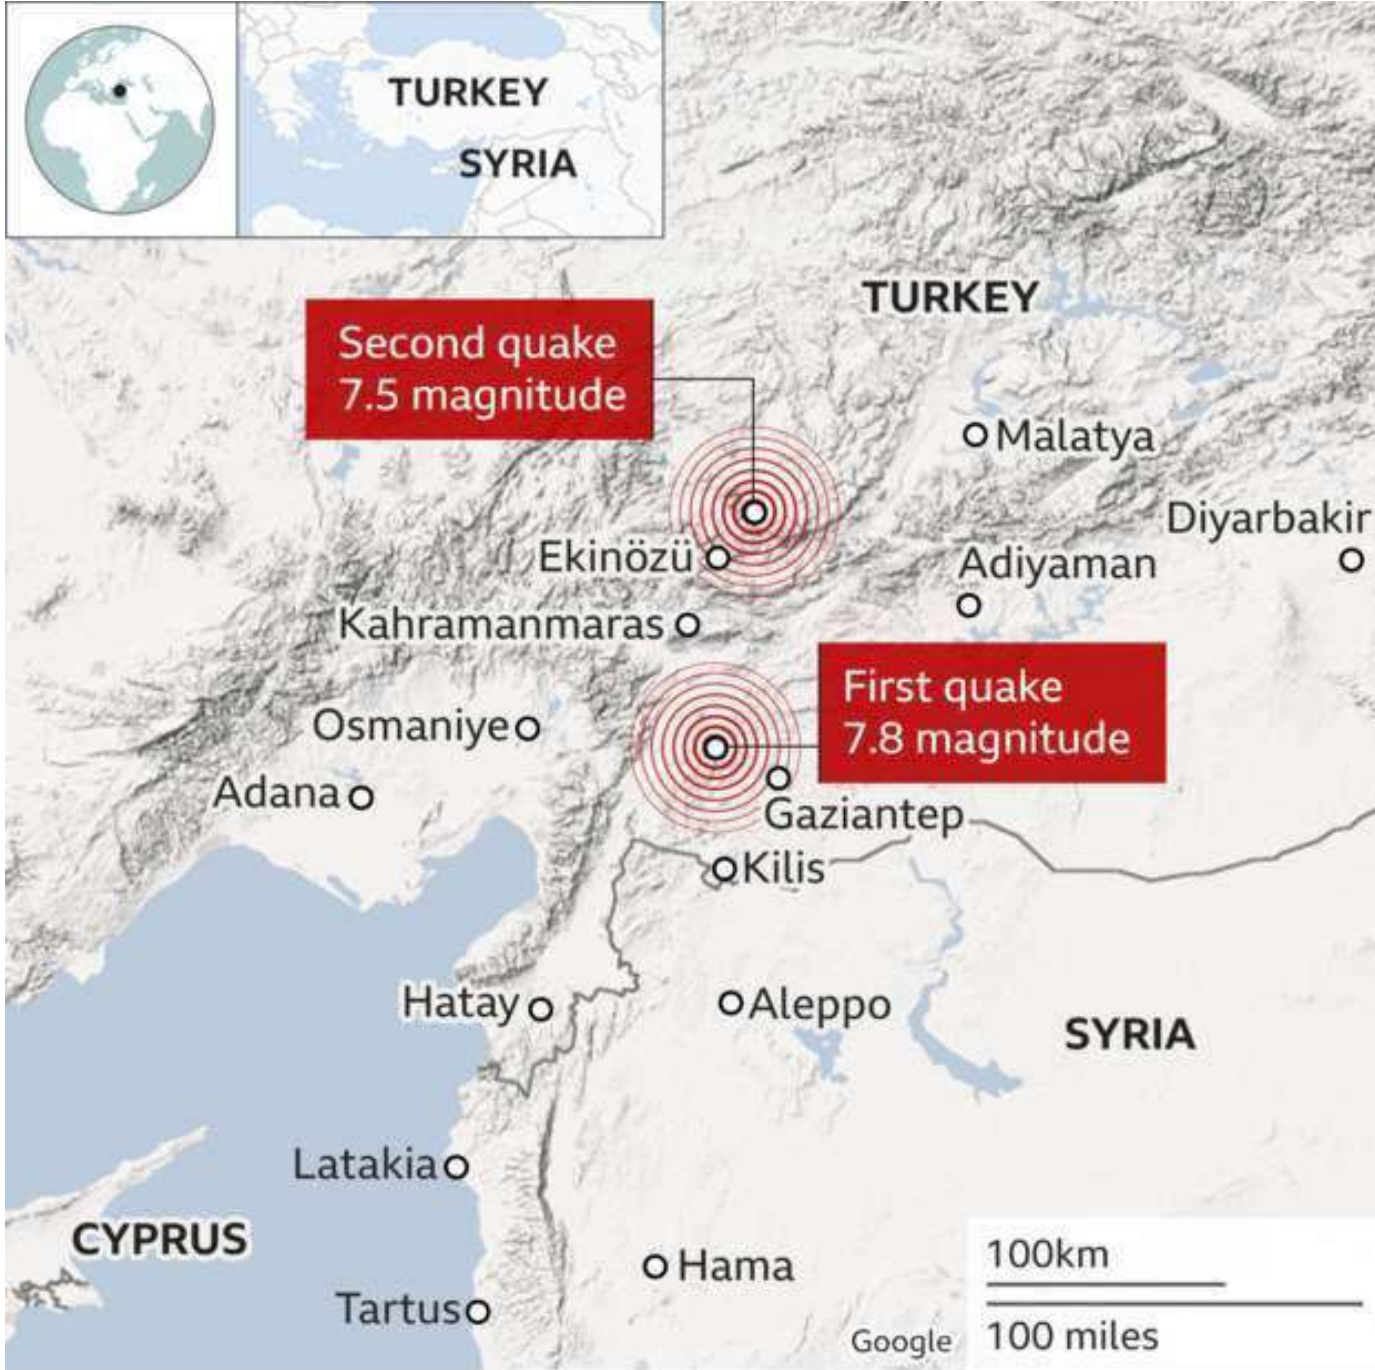 TURKEY
SYRIA
TURKEY
Second quake
7.5 magnitude
Malatya
Diyarbakir
Ekinözü
Adiyaman
Kahramanmaras
First quake
7.8 magnitude
Osmaniye
Adana
Gaziantep
Kilis
Hatay
Aleppo
SYRIA
Latakia
CYPRUS
Hama
Tartus
100km
100 miles
Google